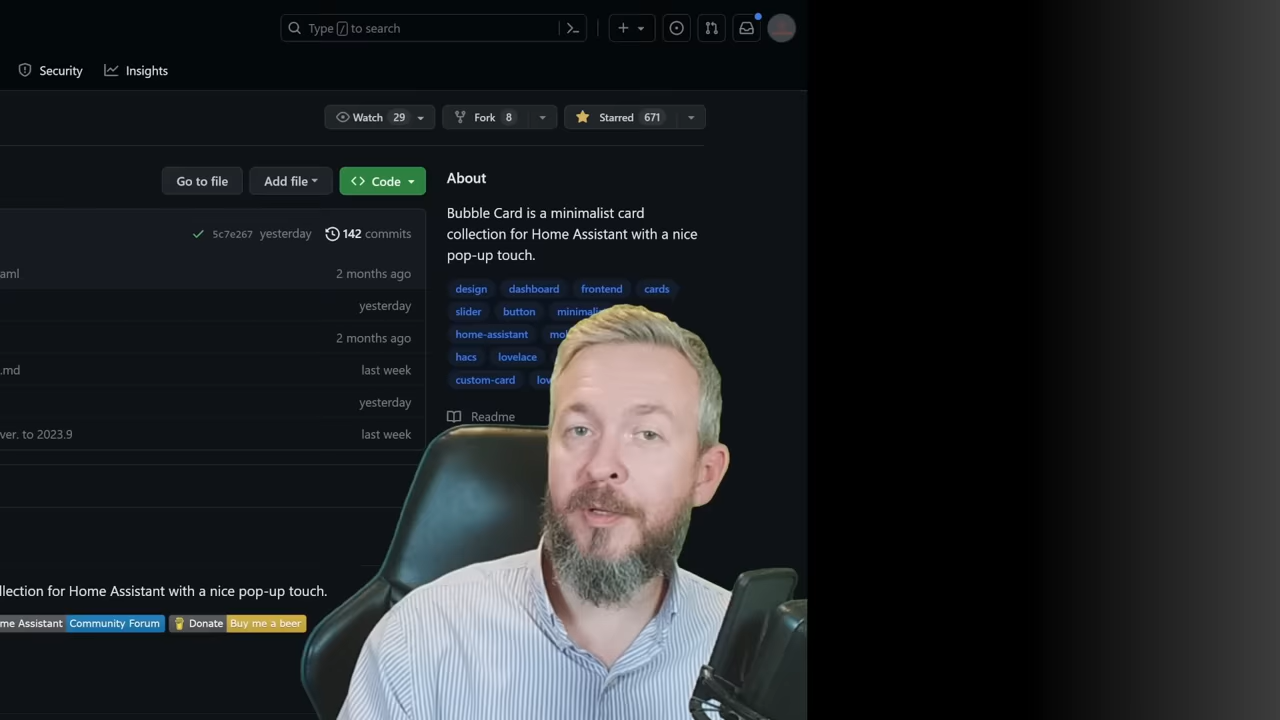 Type / to search
Security
Insights
Watch 29
Fork 8
Starred 671
Go to file
Add file
Code
About
Bubble Card is a minimalist card
collection for Home Assistant with a nice
pop-up touch.
5c7e267 yesterday
142 commits
aml
2 months ago
yesterday
2 months ago
.md
last week
yesterday
ver. to 2023.9
last week
design dashboard frontend cards
slider button minimali
home-assistant mo
hacs lovelace
custom-card lov
Readme
llection for Home Assistant with a nice pop-up touch.
me Assistant Community Forum Donate Buy me a beer